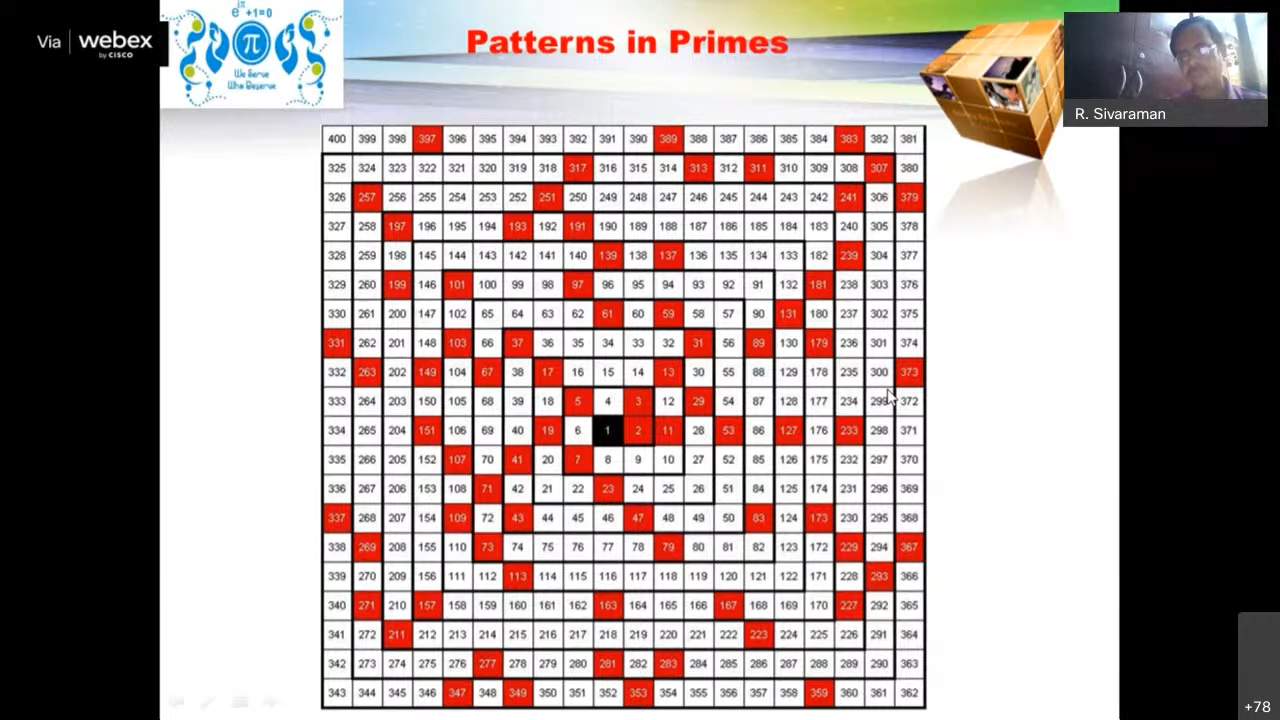 Via webex
by CISCO
e^iπ +1=0
π
We Serve
Who Deserve
Patterns in Primes
R. Sivaraman
400 399 398 397 396 395 394 393 392 391 390 389 388 387 386 385 384 383 382 381
325 324 323 322 321 320 319 318 317 316 315 314 313 312 311 310 309 308 307 380
326 257 256 255 254 253 252 251 250 249 248 247 246 245 244 243 242 241 306 379
327 258 197 196 195 194 193 192 191 190 189 188 187 186 185 184 183 240 305 378
328 259 198 145 144 143 142 141 140 139 138 137 136 135 134 133 182 239 304 377
329 260 199 146 101 100 99 98 97 96 95 94 93 92 91 132 181 238 303 376
330 261 200 147 102 65 64 63 62 61 60 59 58 57 90 131 180 237 302 375
331 262 201 148 103 66 37 36 35 34 33 32 31 56 89 130 179 236 301 374
332 263 202 149 104 67 38 17 16 15 14 13 30 55 88 129 178 235 300 373
333 264 203 150 105 68 39 18 5 4 3 12 29 54 87 128 177 234 299 372
334 265 204 151 106 69 40 19 6 1 2 11 28 53 86 127 176 233 298 371
335 266 205 152 107 70 41 20 7 8 9 10 27 52 85 126 175 232 297 370
336 267 206 153 108 71 42 21 22 23 24 25 26 51 84 125 174 231 296 369
337 268 207 154 109 72 43 44 45 46 47 48 49 50 83 124 173 230 295 368
338 269 208 155 110 73 74 75 76 77 78 79 80 81 82 123 172 229 294 367
339 270 209 156 111 112 113 114 115 116 117 118 119 120 121 122 171 228 293 366
340 271 210 157 158 159 160 161 162 163 164 165 166 167 168 169 170 227 292 365
341 272 211 212 213 214 215 216 217 218 219 220 221 222 223 224 225 226 291 364
342 273 274 275 276 277 278 279 280 281 282 283 284 285 286 287 288 289 290 363
343 344 345 346 347 348 349 350 351 352 353 354 355 356 357 358 359 360 361 362
+78